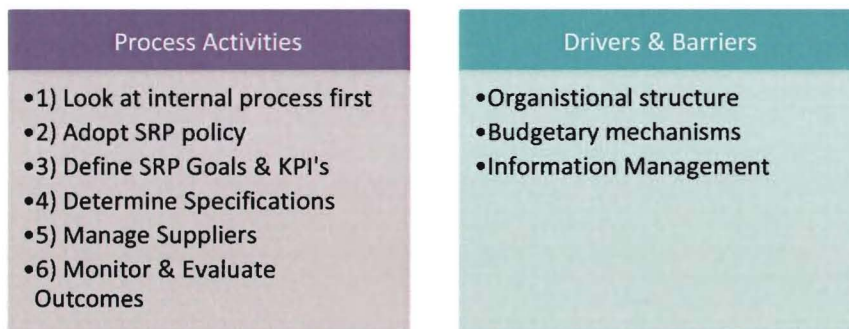 Process Activities
•1) Look at internal process first
•2) Adopt SRP policy
•3) Define SRP Goals & KPI's
•4) Determine Specifications
•5) Manage Suppliers
•6) Monitor & Evaluate
Outcomes
Drivers & Barriers
•Organistional structure
•Budgetary mechanisms
•Information Management